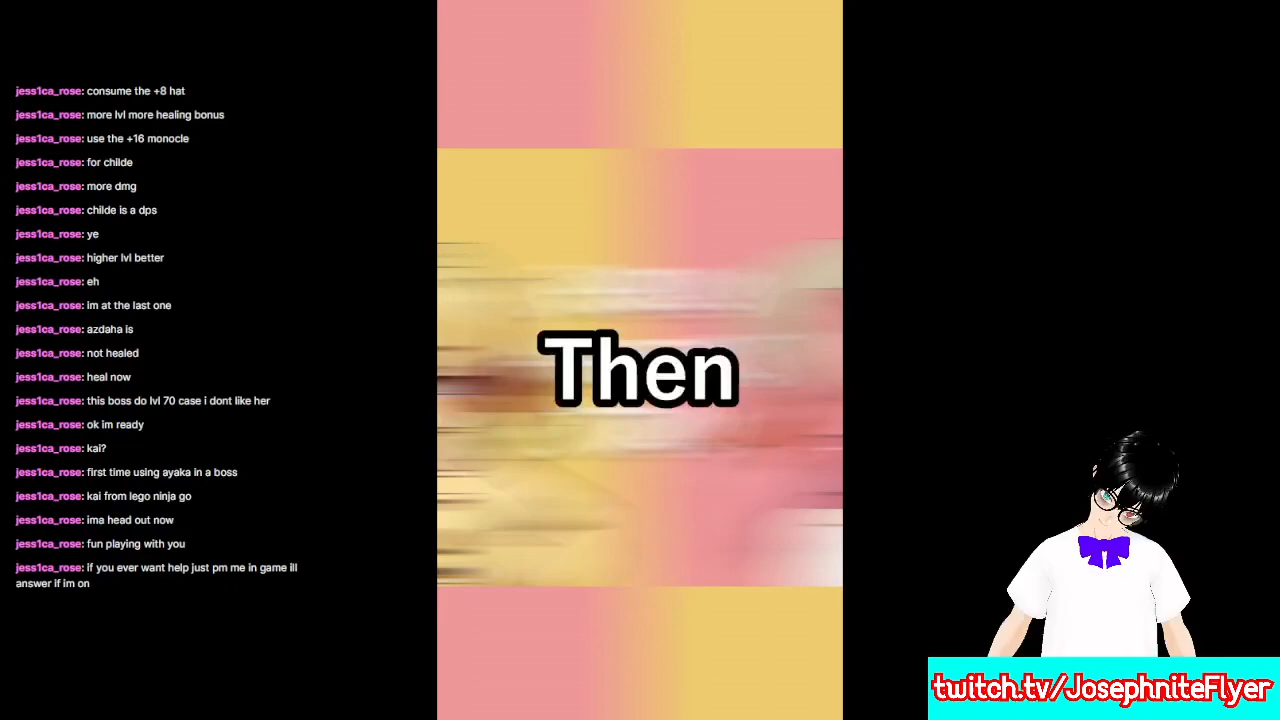 jess1ca_rose: consume the +8 hat
jess1ca_rose: more lvl more healing bonus
jess1ca_rose: use the +16 monocle
jess1ca_rose: for childe
jess1ca_rose: more dmg
jess1ca_rose: childe is a dps
jess1ca_rose: ye
jess1ca_rose: higher lvl better
jess1ca_rose: eh
jess1ca_rose: im at the last one
jess1ca_rose: azdaha is
jess1ca_rose: not healed
jess1ca_rose: heal now
jess1ca_rose: this boss do lvl 70 case i dont like her
jess1ca_rose: ok im ready
jess1ca_rose: kai?
jess1ca_rose: first time using ayaka in a boss
jess1ca_rose: kai from lego ninja go
jess1ca_rose: ima head out now
jess1ca_rose: fun playing with you
jess1ca_rose: if you ever want help just pm me in game ill
answer if im on
Then
twitch.tv/JosephniteFlyer